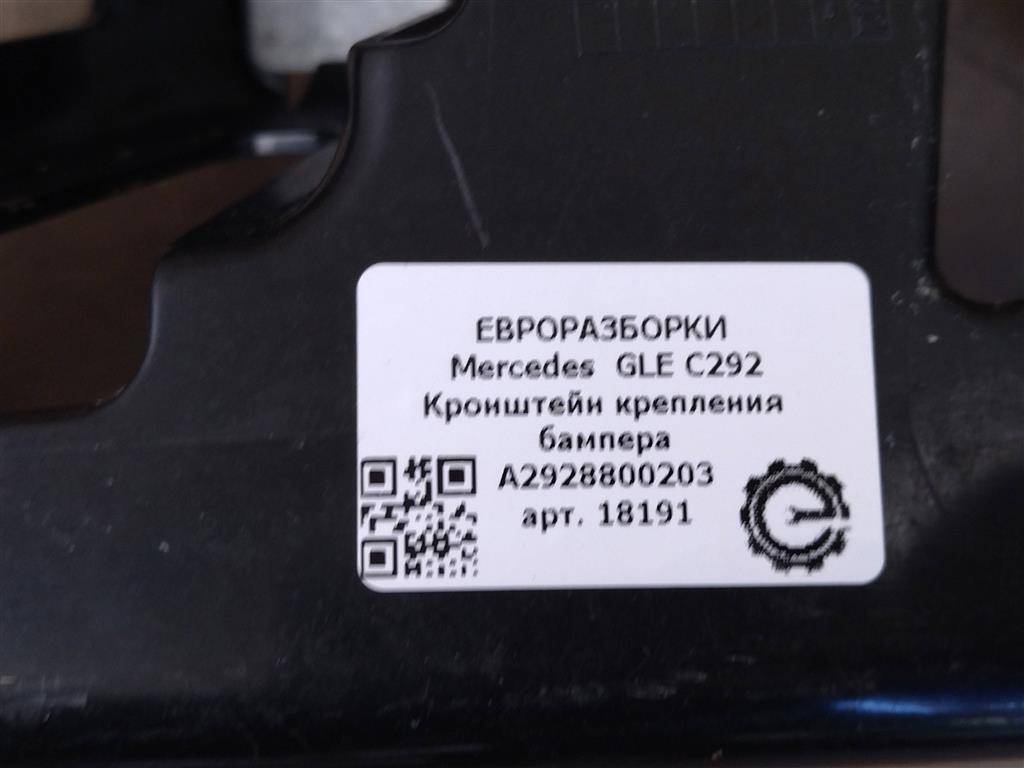 ЕВРОРАЗБОРКИ
Mercedes GLE C292
Кронштейн крепления
бампера
A2928800203
арт. 18191